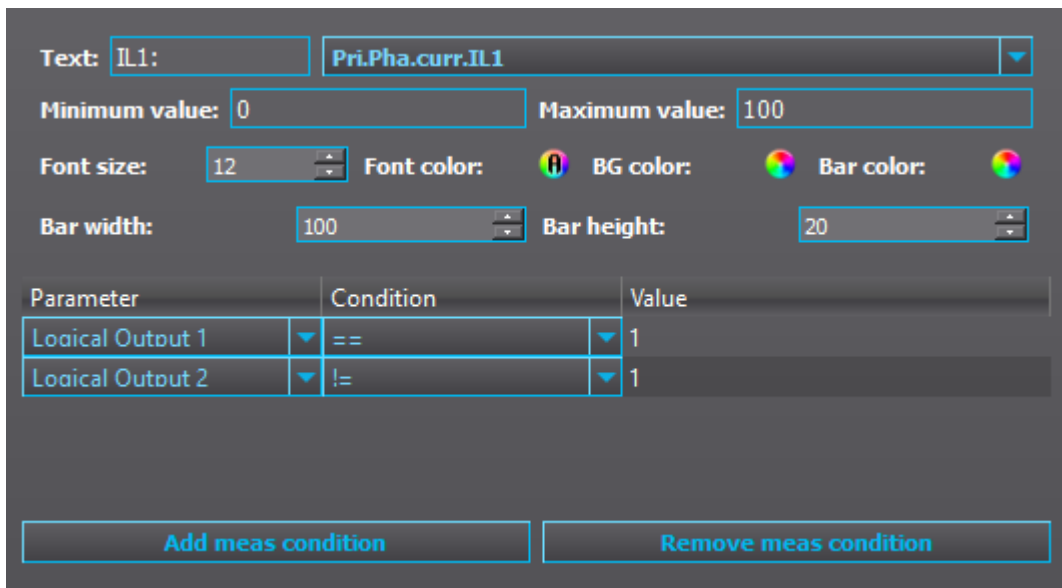 Text: IL1: Pri.Pha.curr.IL1
Minimum value: 0 Maximum value: 100
Font size: 12 Font color: A BG color: Bar color:
Bar width: 100 Bar height: 20
Parameter Condition Value
Logical Output 1 == 1
Logical Output 2 != 1
Add meas condition Remove meas condition